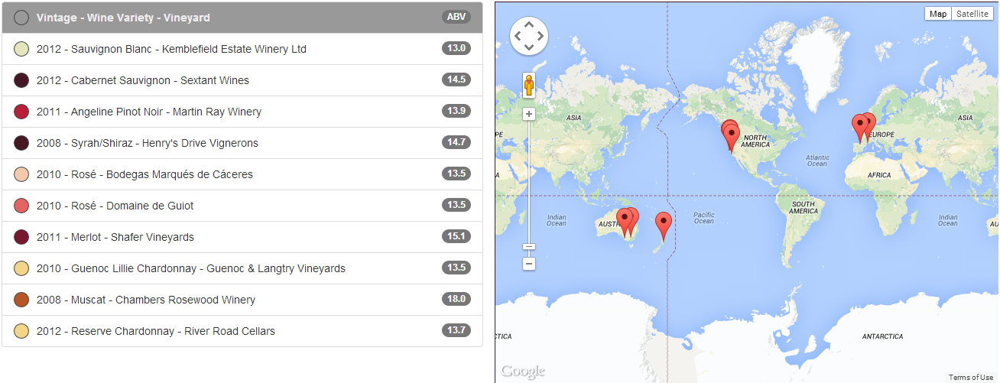 Vintage - Wine Variety - Vineyard ABV
2012 - Sauvignon Blanc - Kemblefield Estate Winery Ltd 13.0
2012 - Cabernet Sauvignon - Sextant Wines 14.5
2011 - Angeline Pinot Noir - Martin Ray Winery 13.9
2008 - Syrah/Shiraz - Henry's Drive Vignerons 14.7
2010 - Rosé - Bodegas Marqués de Cáceres 13.5
2010 - Rosé - Domaine de Guiot 13.5
2011 - Merlot - Shafer Vineyards 15.1
2010 - Guenoc Lillie Chardonnay - Guenoc & Langtry Vineyards 13.5
2008 - Muscat - Chambers Rosewood Winery 18.0
2012 - Reserve Chardonnay - River Road Cellars 13.7
Map Satellite
ASIA
ASIA
PE
NORTH
AMERICA
EUROPE
Atlantic
Ocean
AFRICA
SOUTH
AMERICA
Indian
Ocean
AUSTR
Pacific
Ocean
Indian
Ocean
AUST
CTICA
ANTARCTICA
Google
Terms of Use